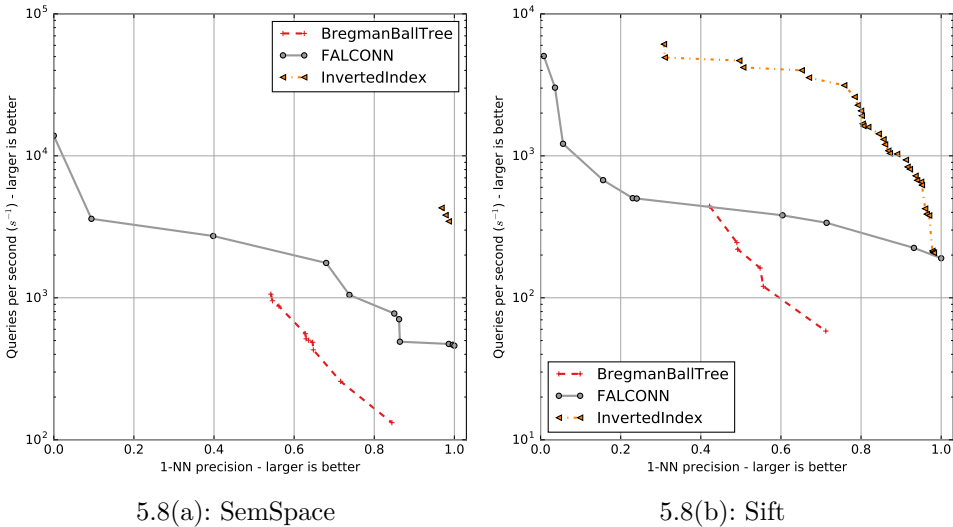 10^5
10^4
10^3
10^2
Queries per second (s^{-1}) - larger is better
BregmanBallTree
FALCONN
InvertedIndex
0.0 0.2 0.4 0.6 0.8 1.0
1-NN precision - larger is better
5.8(a): SemSpace
10^5
10^4
10^3
10^2
10^1
Queries per second (s^{-1}) - larger is better
BregmanBallTree
FALCONN
InvertedIndex
0.0 0.2 0.4 0.6 0.8 1.0
1-NN precision - larger is better
5.8(b): Sift